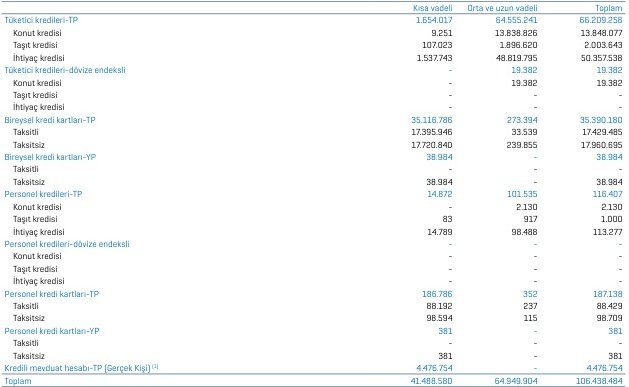 Kısa vadeli Orta ve uzun vadeli Toplam
Tüketici kredileri-TP 1.654.017 64.555.241 66.209.258
Konut kredisi 9.251 13.838.826 13.848.077
Taşıt kredisi 107.023 1.896.620 2.003.643
İhtiyaç kredisi 1.537.743 48.819.795 50.357.538
Tüketici kredileri-dövize endeksli - 19.382 19.382
Konut kredisi - 19.382 19.382
Taşıt kredisi - - -
İhtiyaç kredisi - - -
Bireysel kredi kartları-TP 35.116.786 273.394 35.390.180
Taksitli 17.395.946 33.539 17.429.485
Taksitsiz 17.720.840 239.855 17.960.695
Bireysel kredi kartları-YP 38.984 - 38.984
Taksitli - - -
Taksitsiz 38.984 - 38.984
Personel kredileri-TP 14.872 101.535 116.407
Konut kredisi - 2.130 2.130
Taşıt kredisi 83 917 1.000
İhtiyaç kredisi 14.789 98.488 113.277
Personel kredileri-dövize endeksli - - -
Konut kredisi - - -
Taşıt kredisi - - -
İhtiyaç kredisi - - -
Personel kredi kartları-TP 186.786 352 187.138
Taksitli 88.192 237 88.429
Taksitsiz 98.594 115 98.709
Personel kredi kartları-YP 381 - 381
Taksitli - - -
Taksitsiz 381 - 381
Kredili mevduat hesabı-TP (Gerçek Kişi) (1) 4.476.754 - 4.476.754
Toplam 41.488.580 64.949.904 106.438.484